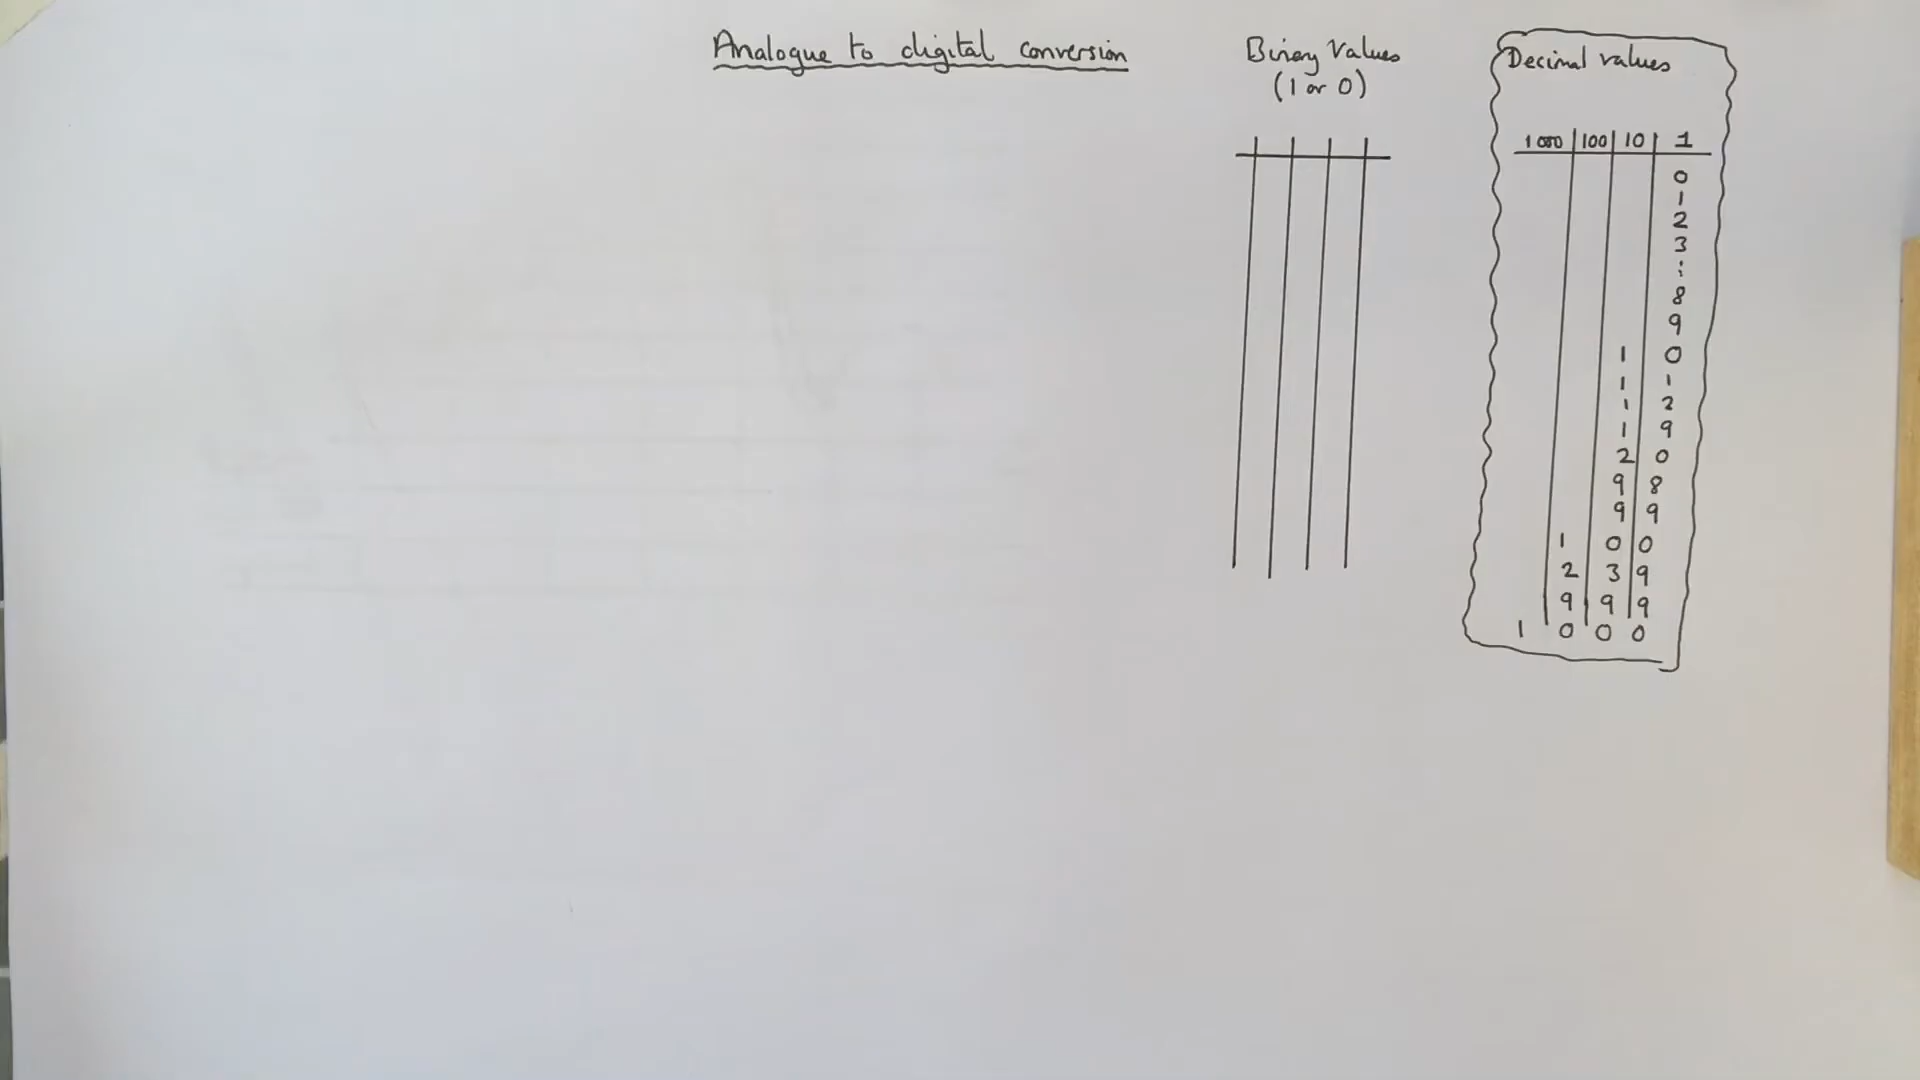 Analogue to digital conversion
Binary Values
(1 or 0)
Decimal values
1000 | 100 | 10 | 1
0
1
2
3
⋮
8
9
1 0
1 1
1 2
1 9
2 0
9 8
9 9
1 0 0
2 3 9
9 9 9
1 0 0 0